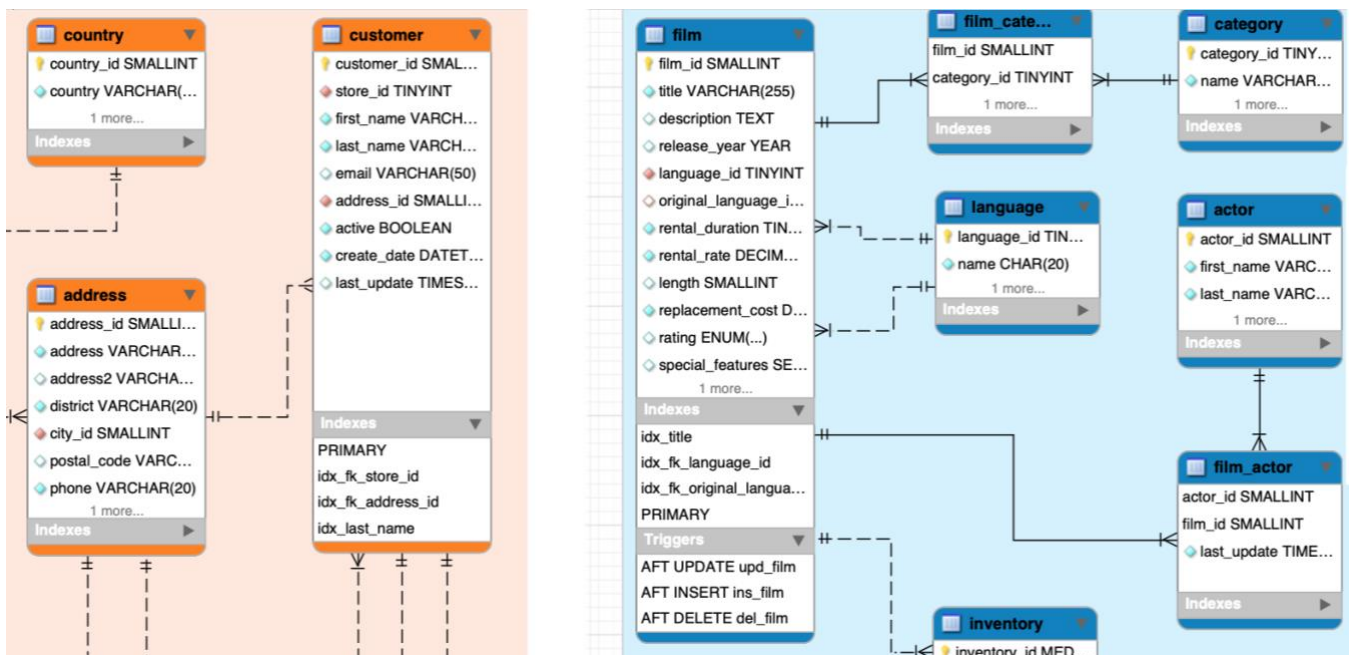 country
country_id SMALLINT
country VARCHAR(...
1 more...
Indexes
address
address_id SMALLI...
address VARCHAR...
address2 VARCHA...
district VARCHAR(20)
city_id SMALLINT
postal_code VARC...
phone VARCHAR(20)
1 more...
Indexes
customer
customer_id SMAL...
store_id TINYINT
first_name VARCH...
last_name VARCH...
email VARCHAR(50)
address_id SMALLI...
active BOOLEAN
create_date DATET...
last_update TIMES...
Indexes
PRIMARY
idx_fk_store_id
idx_fk_address_id
idx_last_name
film
film_id SMALLINT
title VARCHAR(255)
description TEXT
release_year YEAR
language_id TINYINT
original_language_i...
rental_duration TIN...
rental_rate DECIM...
length SMALLINT
replacement_cost D...
rating ENUM(...)
special_features SE...
1 more...
Indexes
idx_title
idx_fk_language_id
idx_fk_original_langua...
PRIMARY
Triggers
AFT UPDATE upd_film
AFT INSERT ins_film
AFT DELETE del_film
film_cate...
film_id SMALLINT
category_id TINYINT
1 more...
Indexes
category
category_id TINY...
name VARCHAR...
1 more...
Indexes
language
language_id TIN...
name CHAR(20)
1 more...
Indexes
actor
actor_id SMALLINT
first_name VARC...
last_name VARC...
1 more...
Indexes
film_actor
actor_id SMALLINT
film_id SMALLINT
last_update TIME...
Indexes
inventory
inventory_id MED...